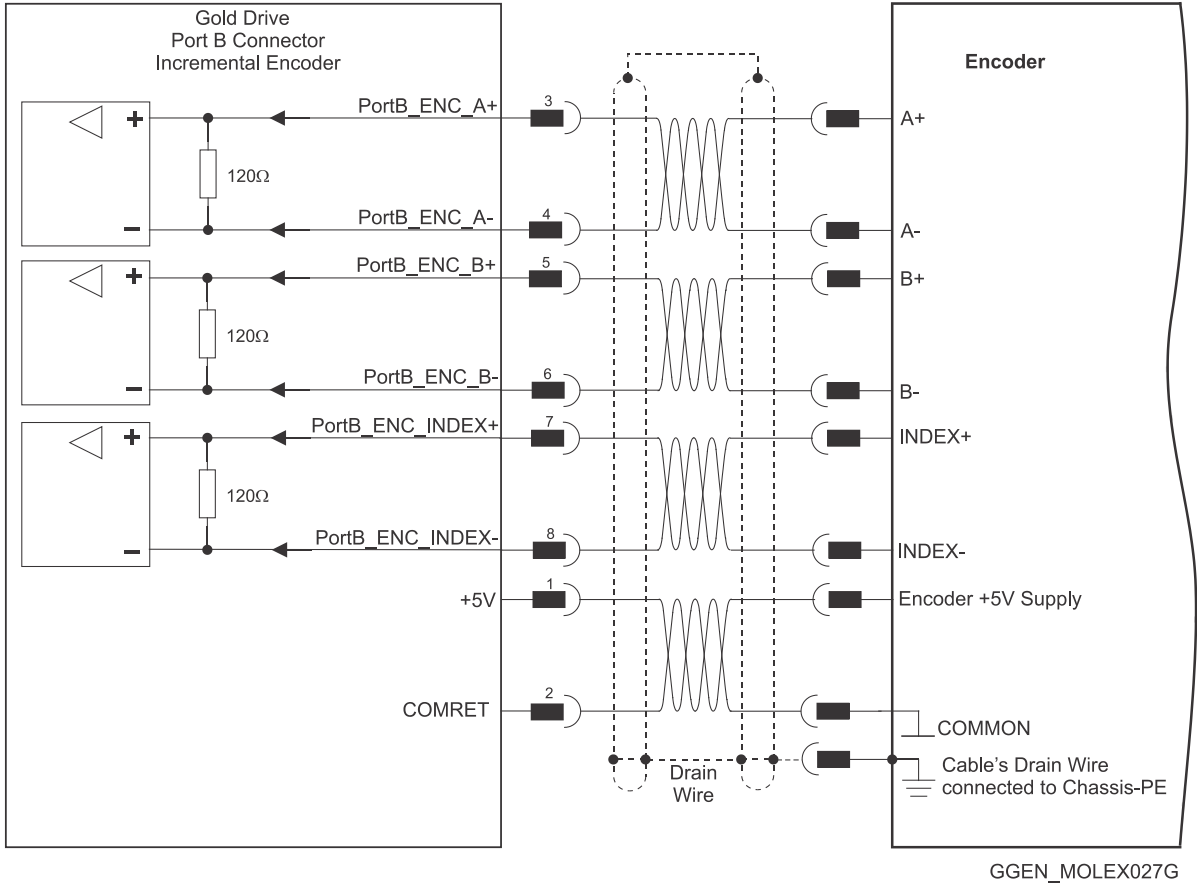 Gold Drive
Port B Connector
Incremental Encoder
Encoder
+
PortB_ENC_A+
3
A+
120Ω
-
PortB_ENC_A-
4
A-
+
PortB_ENC_B+
5
B+
120Ω
-
PortB_ENC_B-
6
B-
+
PortB_ENC_INDEX+
7
INDEX+
120Ω
-
PortB_ENC_INDEX-
8
INDEX-
+5V
1
Encoder +5V Supply
COMRET
2
COMMON
Drain
Wire
Cable's Drain Wire
connected to Chassis-PE
GGEN_MOLEX027G